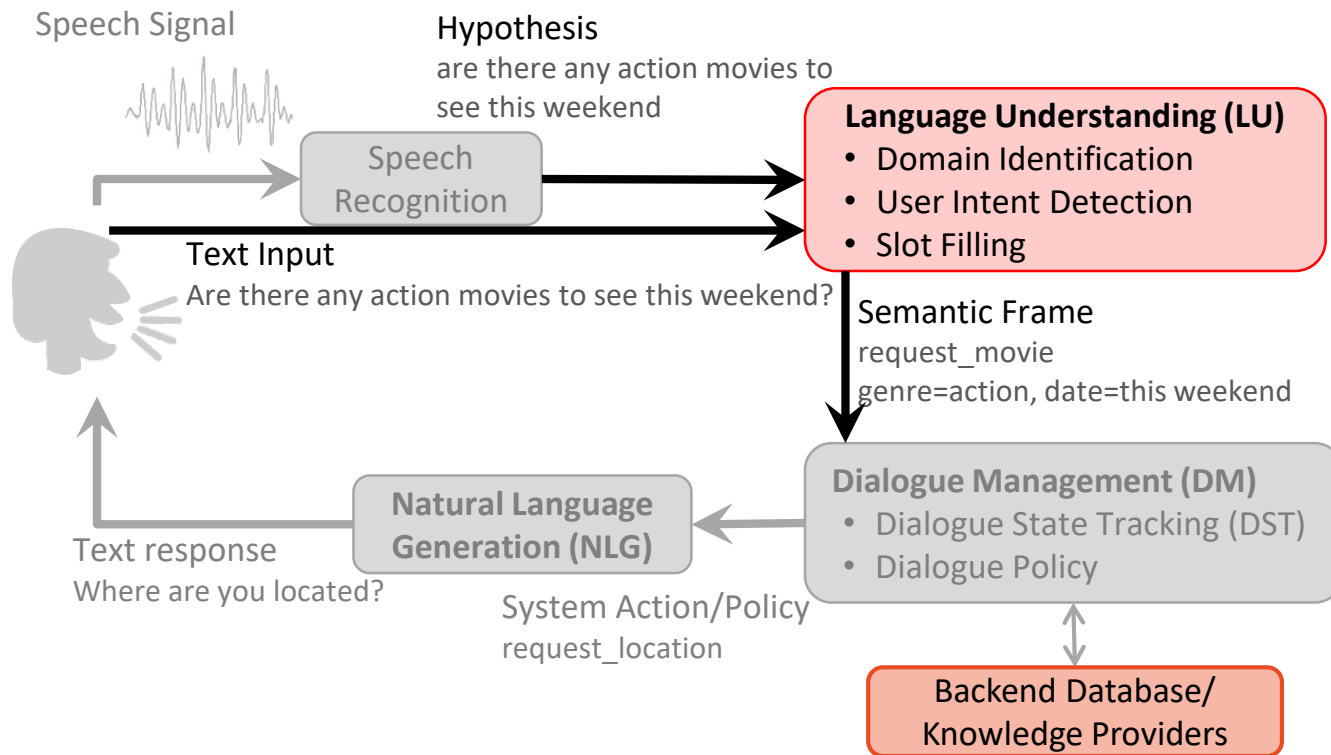 Speech Signal
Hypothesis
are there any action movies to
see this weekend
Speech
Recognition
Language Understanding (LU)
• Domain Identification
• User Intent Detection
• Slot Filling
Text Input
Are there any action movies to see this weekend?
Semantic Frame
request_movie
genre=action, date=this weekend
Dialogue Management (DM)
• Dialogue State Tracking (DST)
• Dialogue Policy
Natural Language
Generation (NLG)
Text response
Where are you located?
System Action/Policy
request_location
Backend Database/
Knowledge Providers